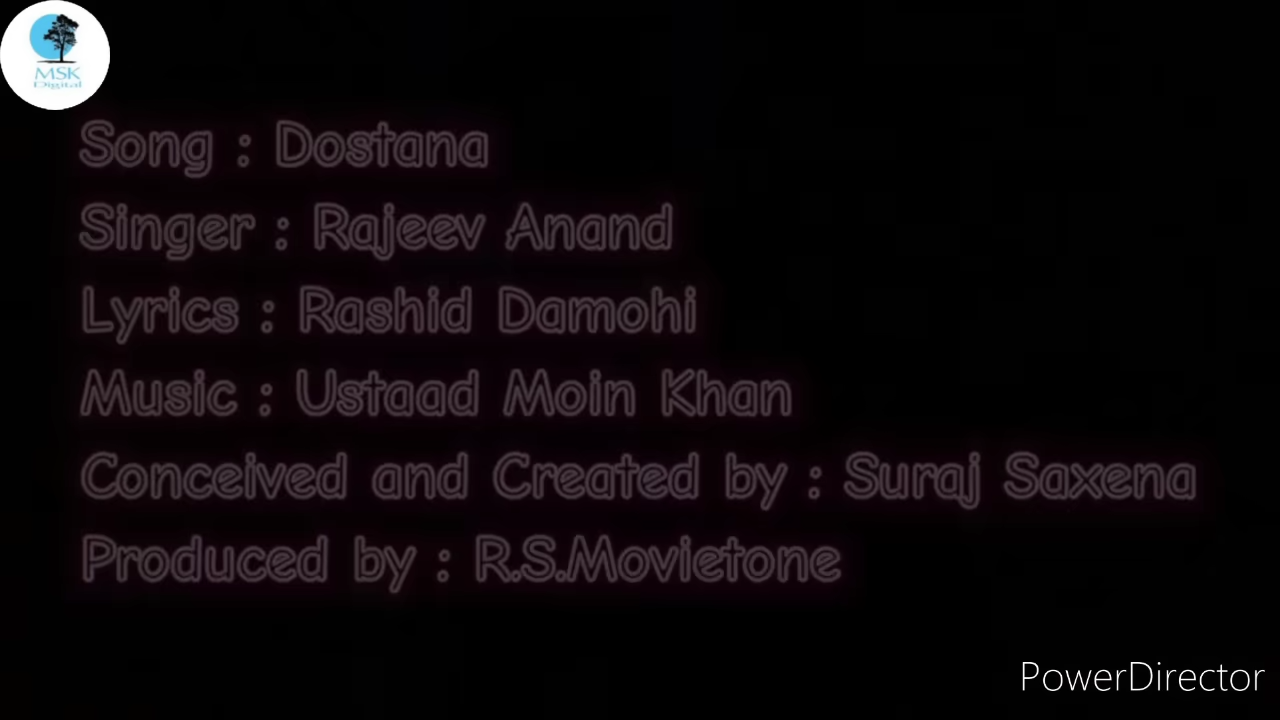 MSK
Digital
Song : Dostana
Singer : Rajeev Anand
Lyrics : Rashid Damohi
Music : Ustaad Moin Khan
Conceived and Created by : Suraj Saxena
Produced by : R.S.Movietone
PowerDirector